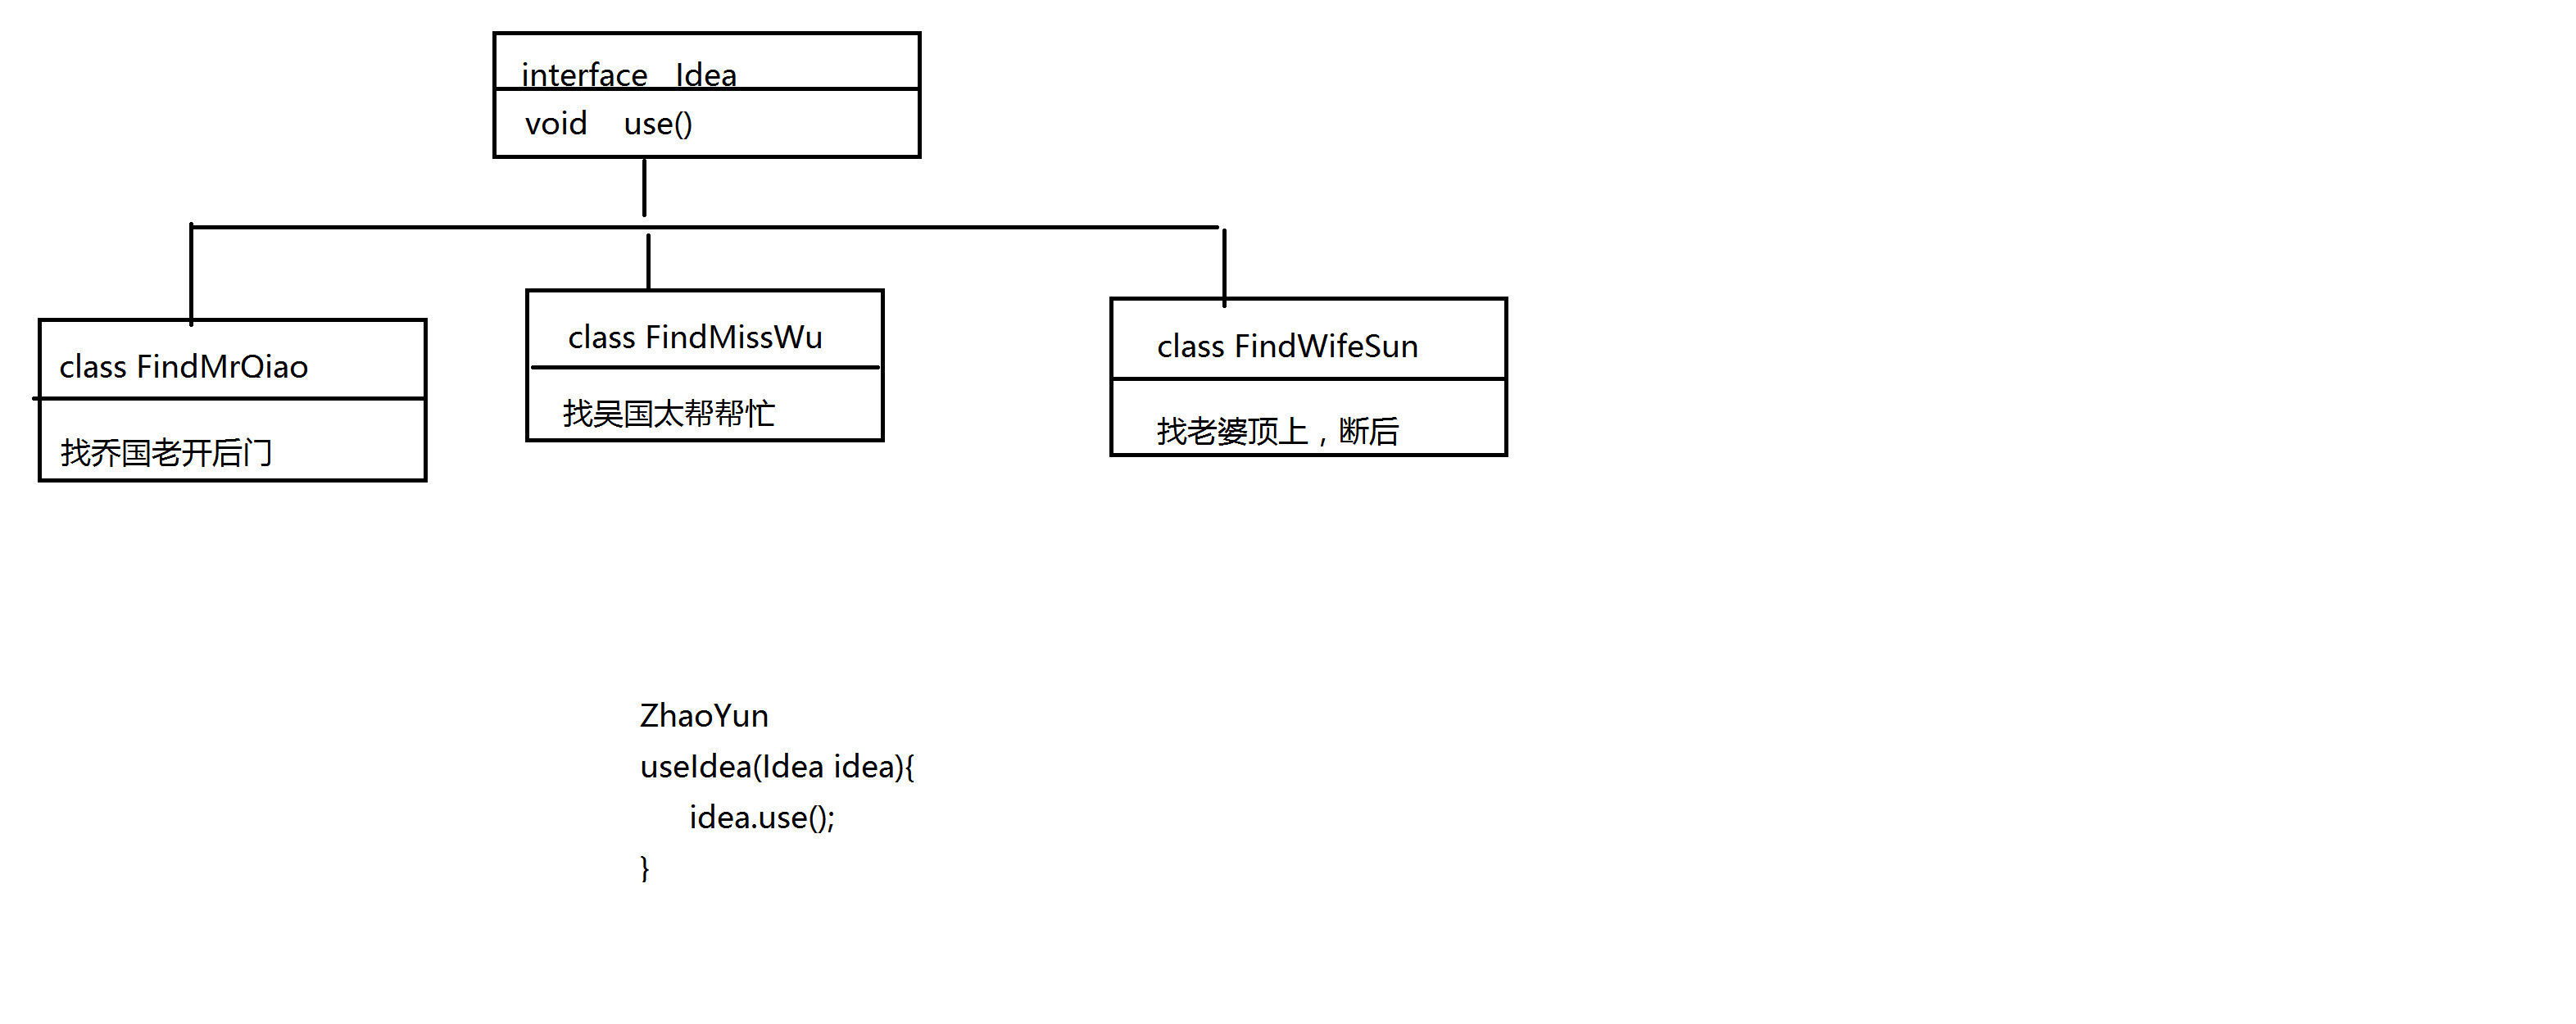 interface Idea
void use()
class FindMrQiao
找乔国老开后门
class FindMissWu
找吴国太帮帮忙
class FindWifeSun
找老婆顶上，断后
ZhaoYun
useIdea(Idea idea){
idea.use();
}